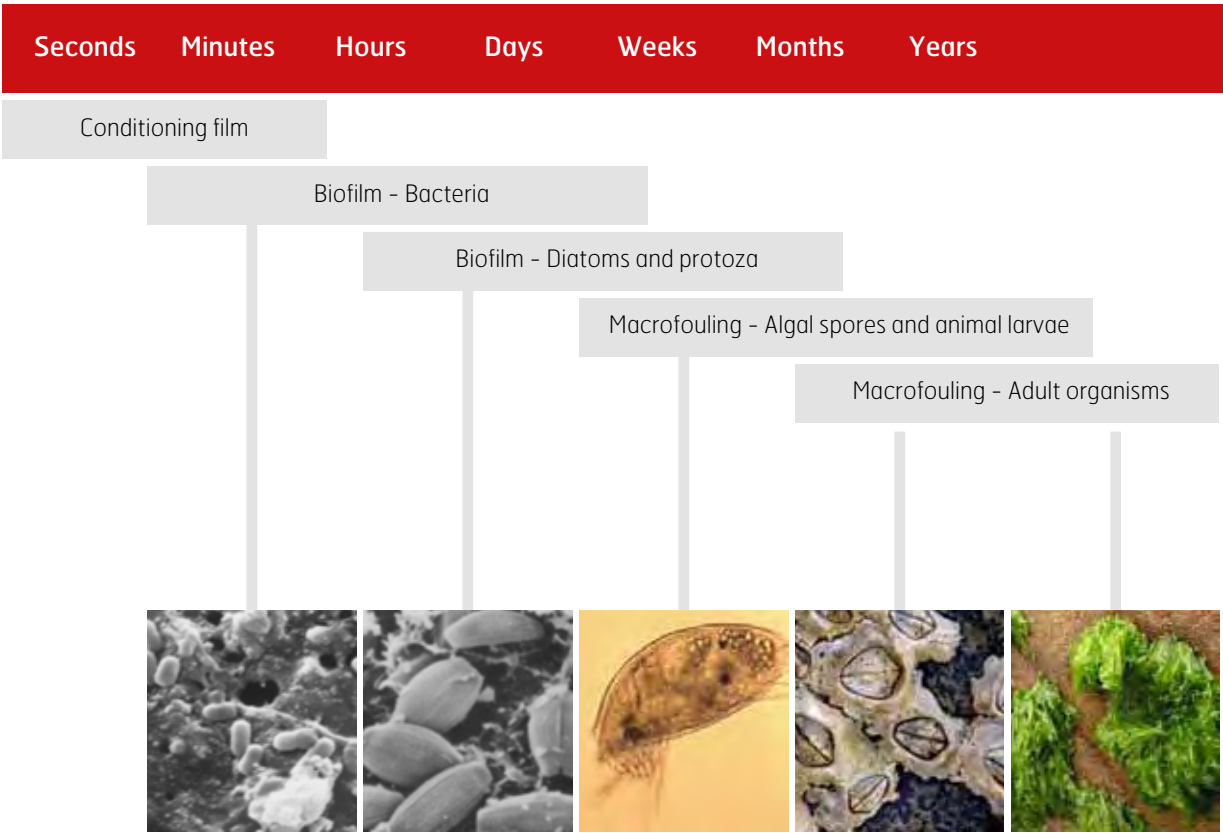 Seconds Minutes Hours Days Weeks Months Years
Conditioning film
Biofilm - Bacteria
Biofilm - Diatoms and protoza
Macrofouling - Algal spores and animal larvae
Macrofouling - Adult organisms